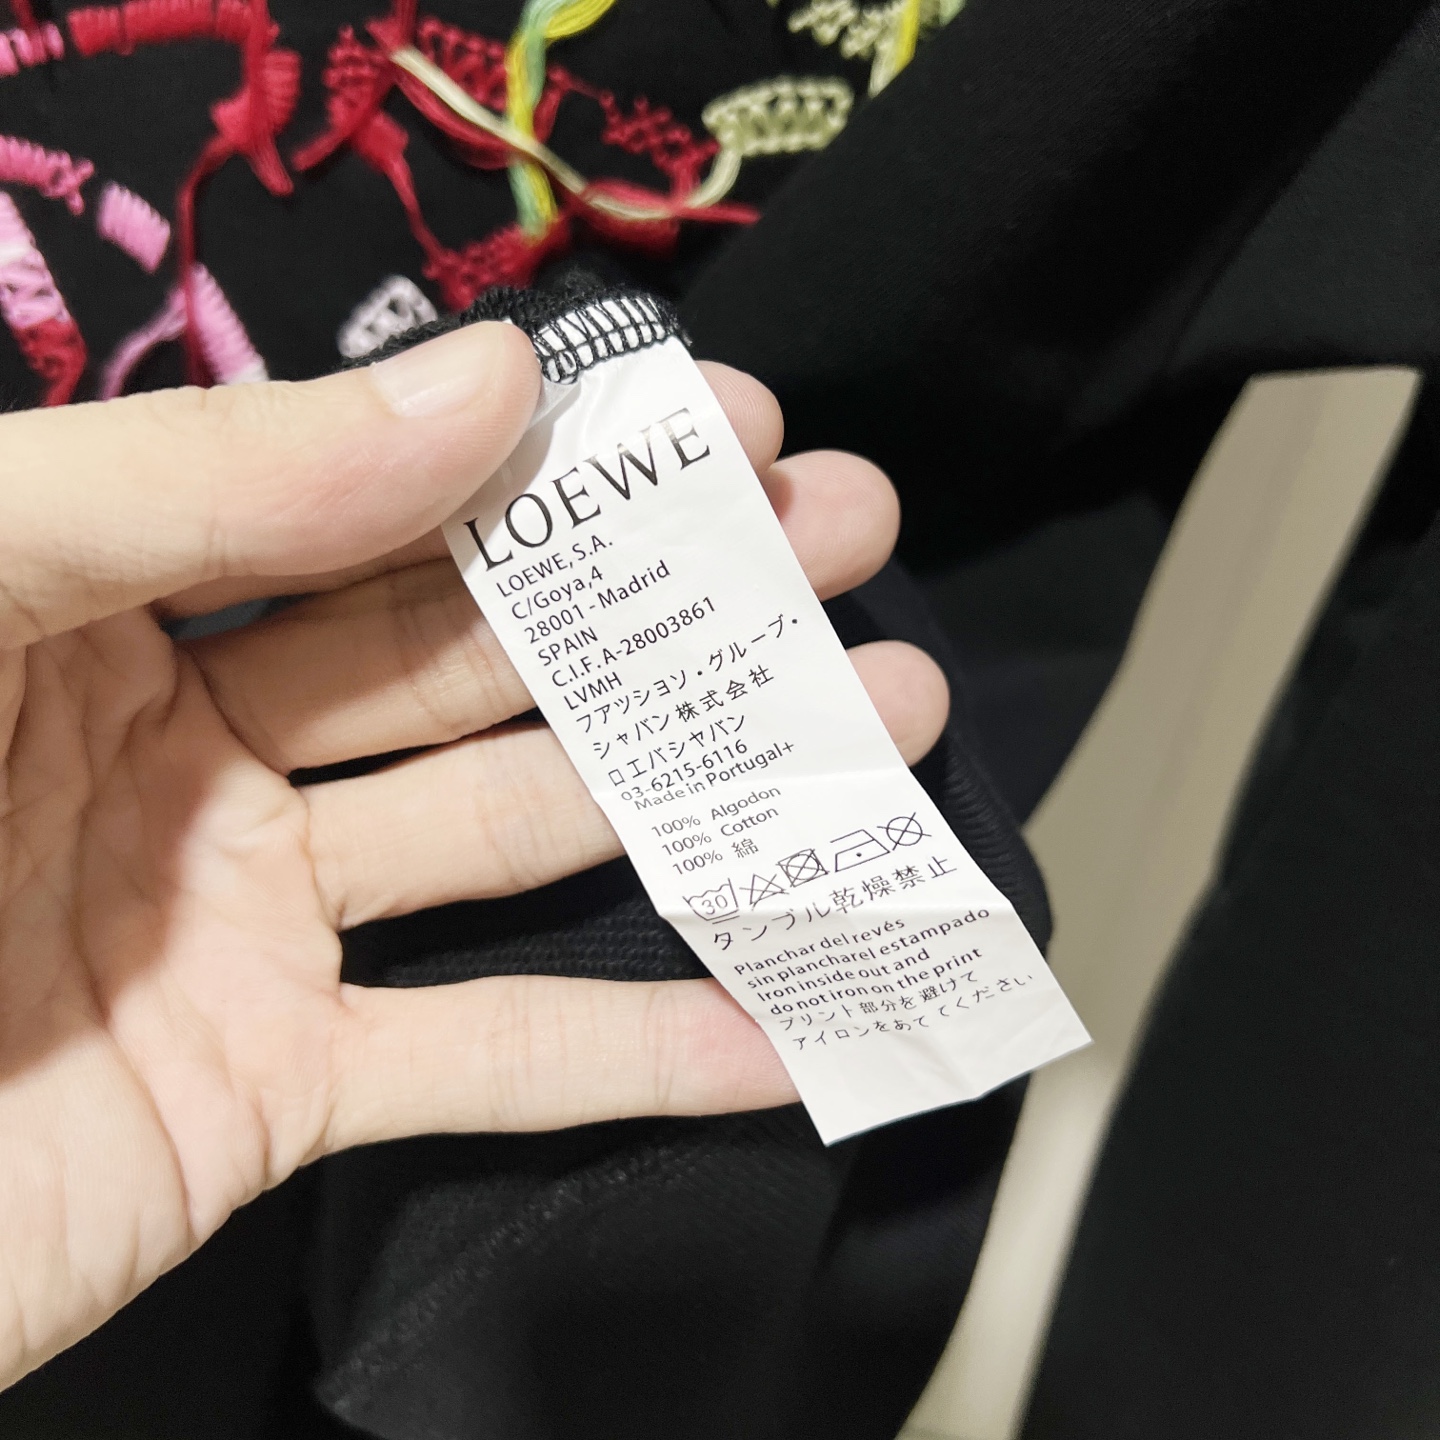 LOEWE
LOEWE, S.A.
C/Goya,4
28001 - Madrid
SPAIN
C.I.F. A-28003861
LVMH
フアツシヨソ・グループ・
シャバン株式会社
ロエバシヤバン
03-6215-6116
Made in Portugal+
100% Algodon
100% Cotton
100% 綿
30
タンブル乾燥禁止
Planchar del revés
sin plancharel estampado
Iron inside out and
do not iron on the print
プリント部分を避けて
アイロンをあててください